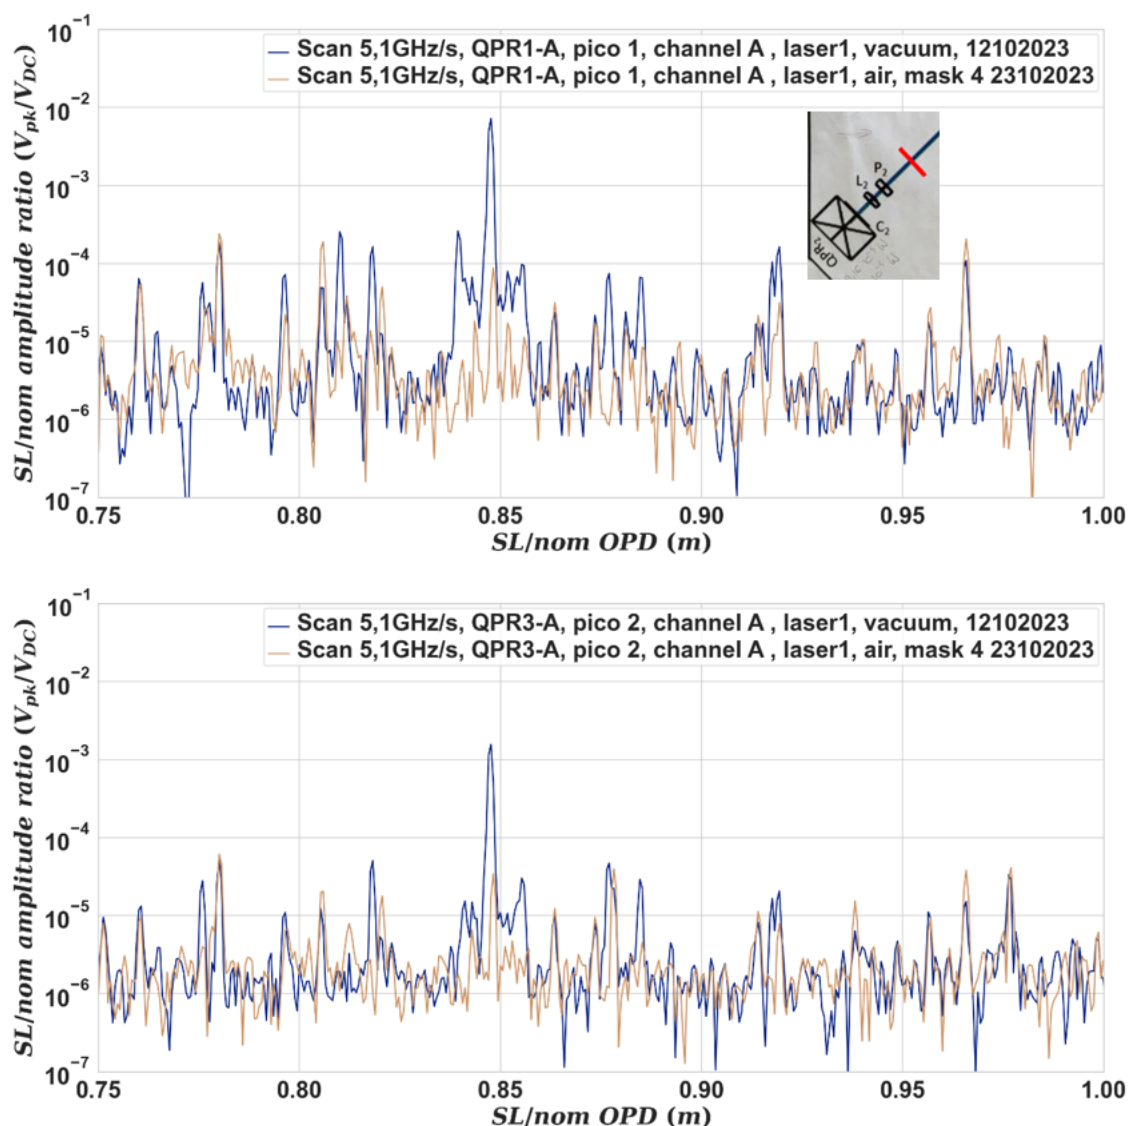 10−1
Scan 5,1GHz/s, QPR1-A, pico 1, channel A , laser1, vacuum, 12102023
Scan 5,1GHz/s, QPR1-A, pico 1, channel A , laser1, air, mask 4 23102023
10−2
10−3
10−4
10−5
10−6
10−7
SL/nom amplitude ratio (Vpk/VDC)
P2
L2
C2
QPR1
0.75 0.80 0.85 0.90 0.95 1.00
SL/nom OPD (m)
10−1
Scan 5,1GHz/s, QPR3-A, pico 2, channel A , laser1, vacuum, 12102023
Scan 5,1GHz/s, QPR3-A, pico 2, channel A , laser1, air, mask 4 23102023
10−2
10−3
10−4
10−5
10−6
10−7
SL/nom amplitude ratio (Vpk/VDC)
0.75 0.80 0.85 0.90 0.95 1.00
SL/nom OPD (m)